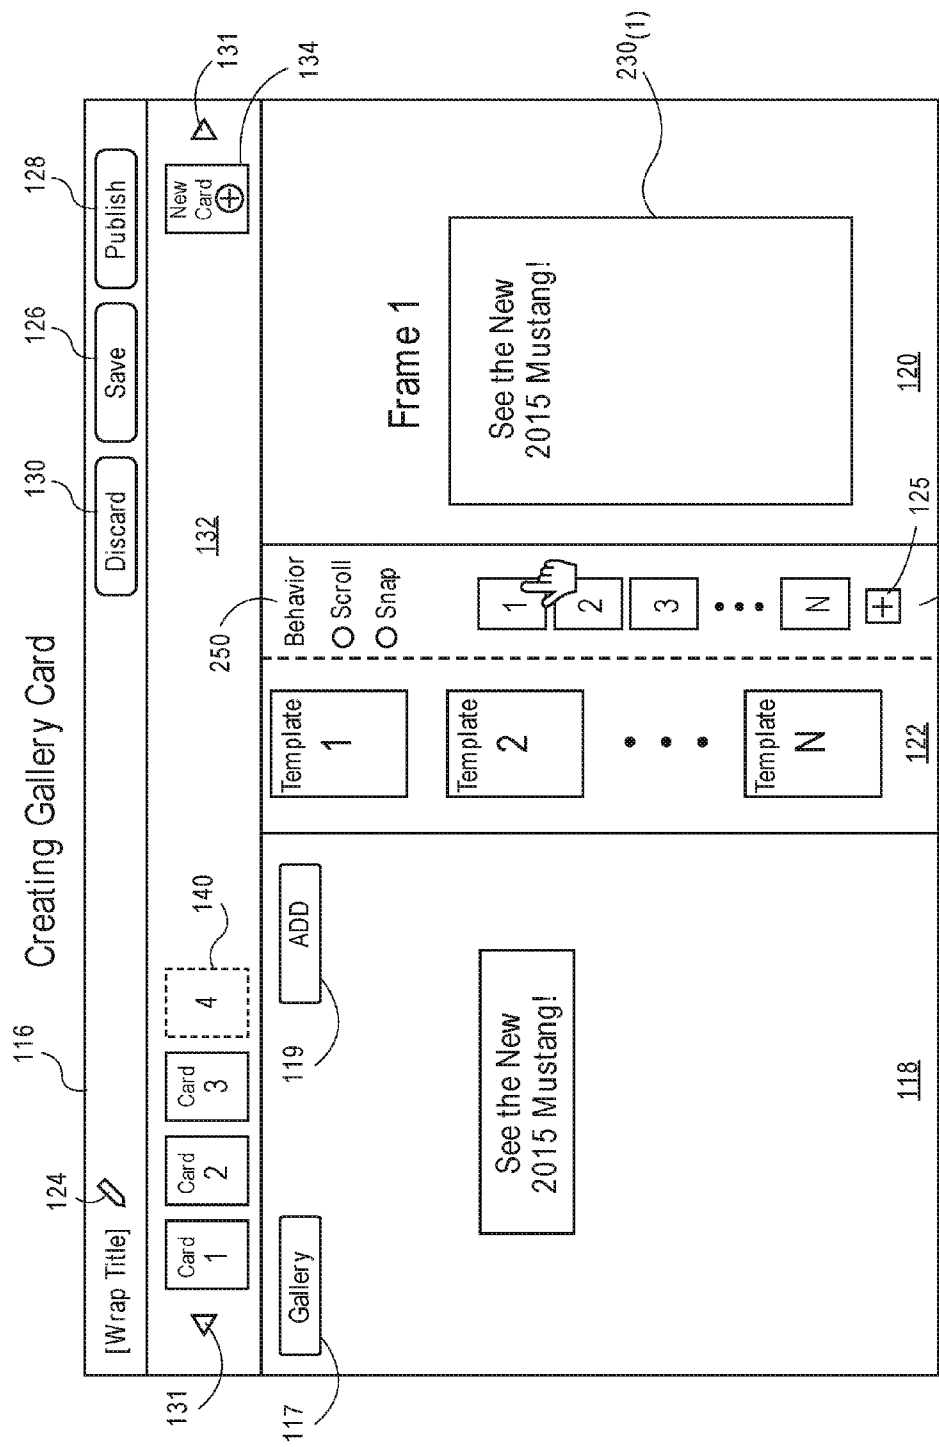 Creating Gallery Card
116
124
130
126
128
[Wrap Title]
Discard
Save
Publish
131
Card
1
Card
2
Card
3
4
140
132
New
Card
131
134
117
Gallery
119
ADD
See the New
2015 Mustang!
118
Template
1
Template
2
Template
N
122
250
Behavior
Scroll
Snap
1
2
3
N
+
125
Frame 1
See the New
2015 Mustang!
230(1)
120